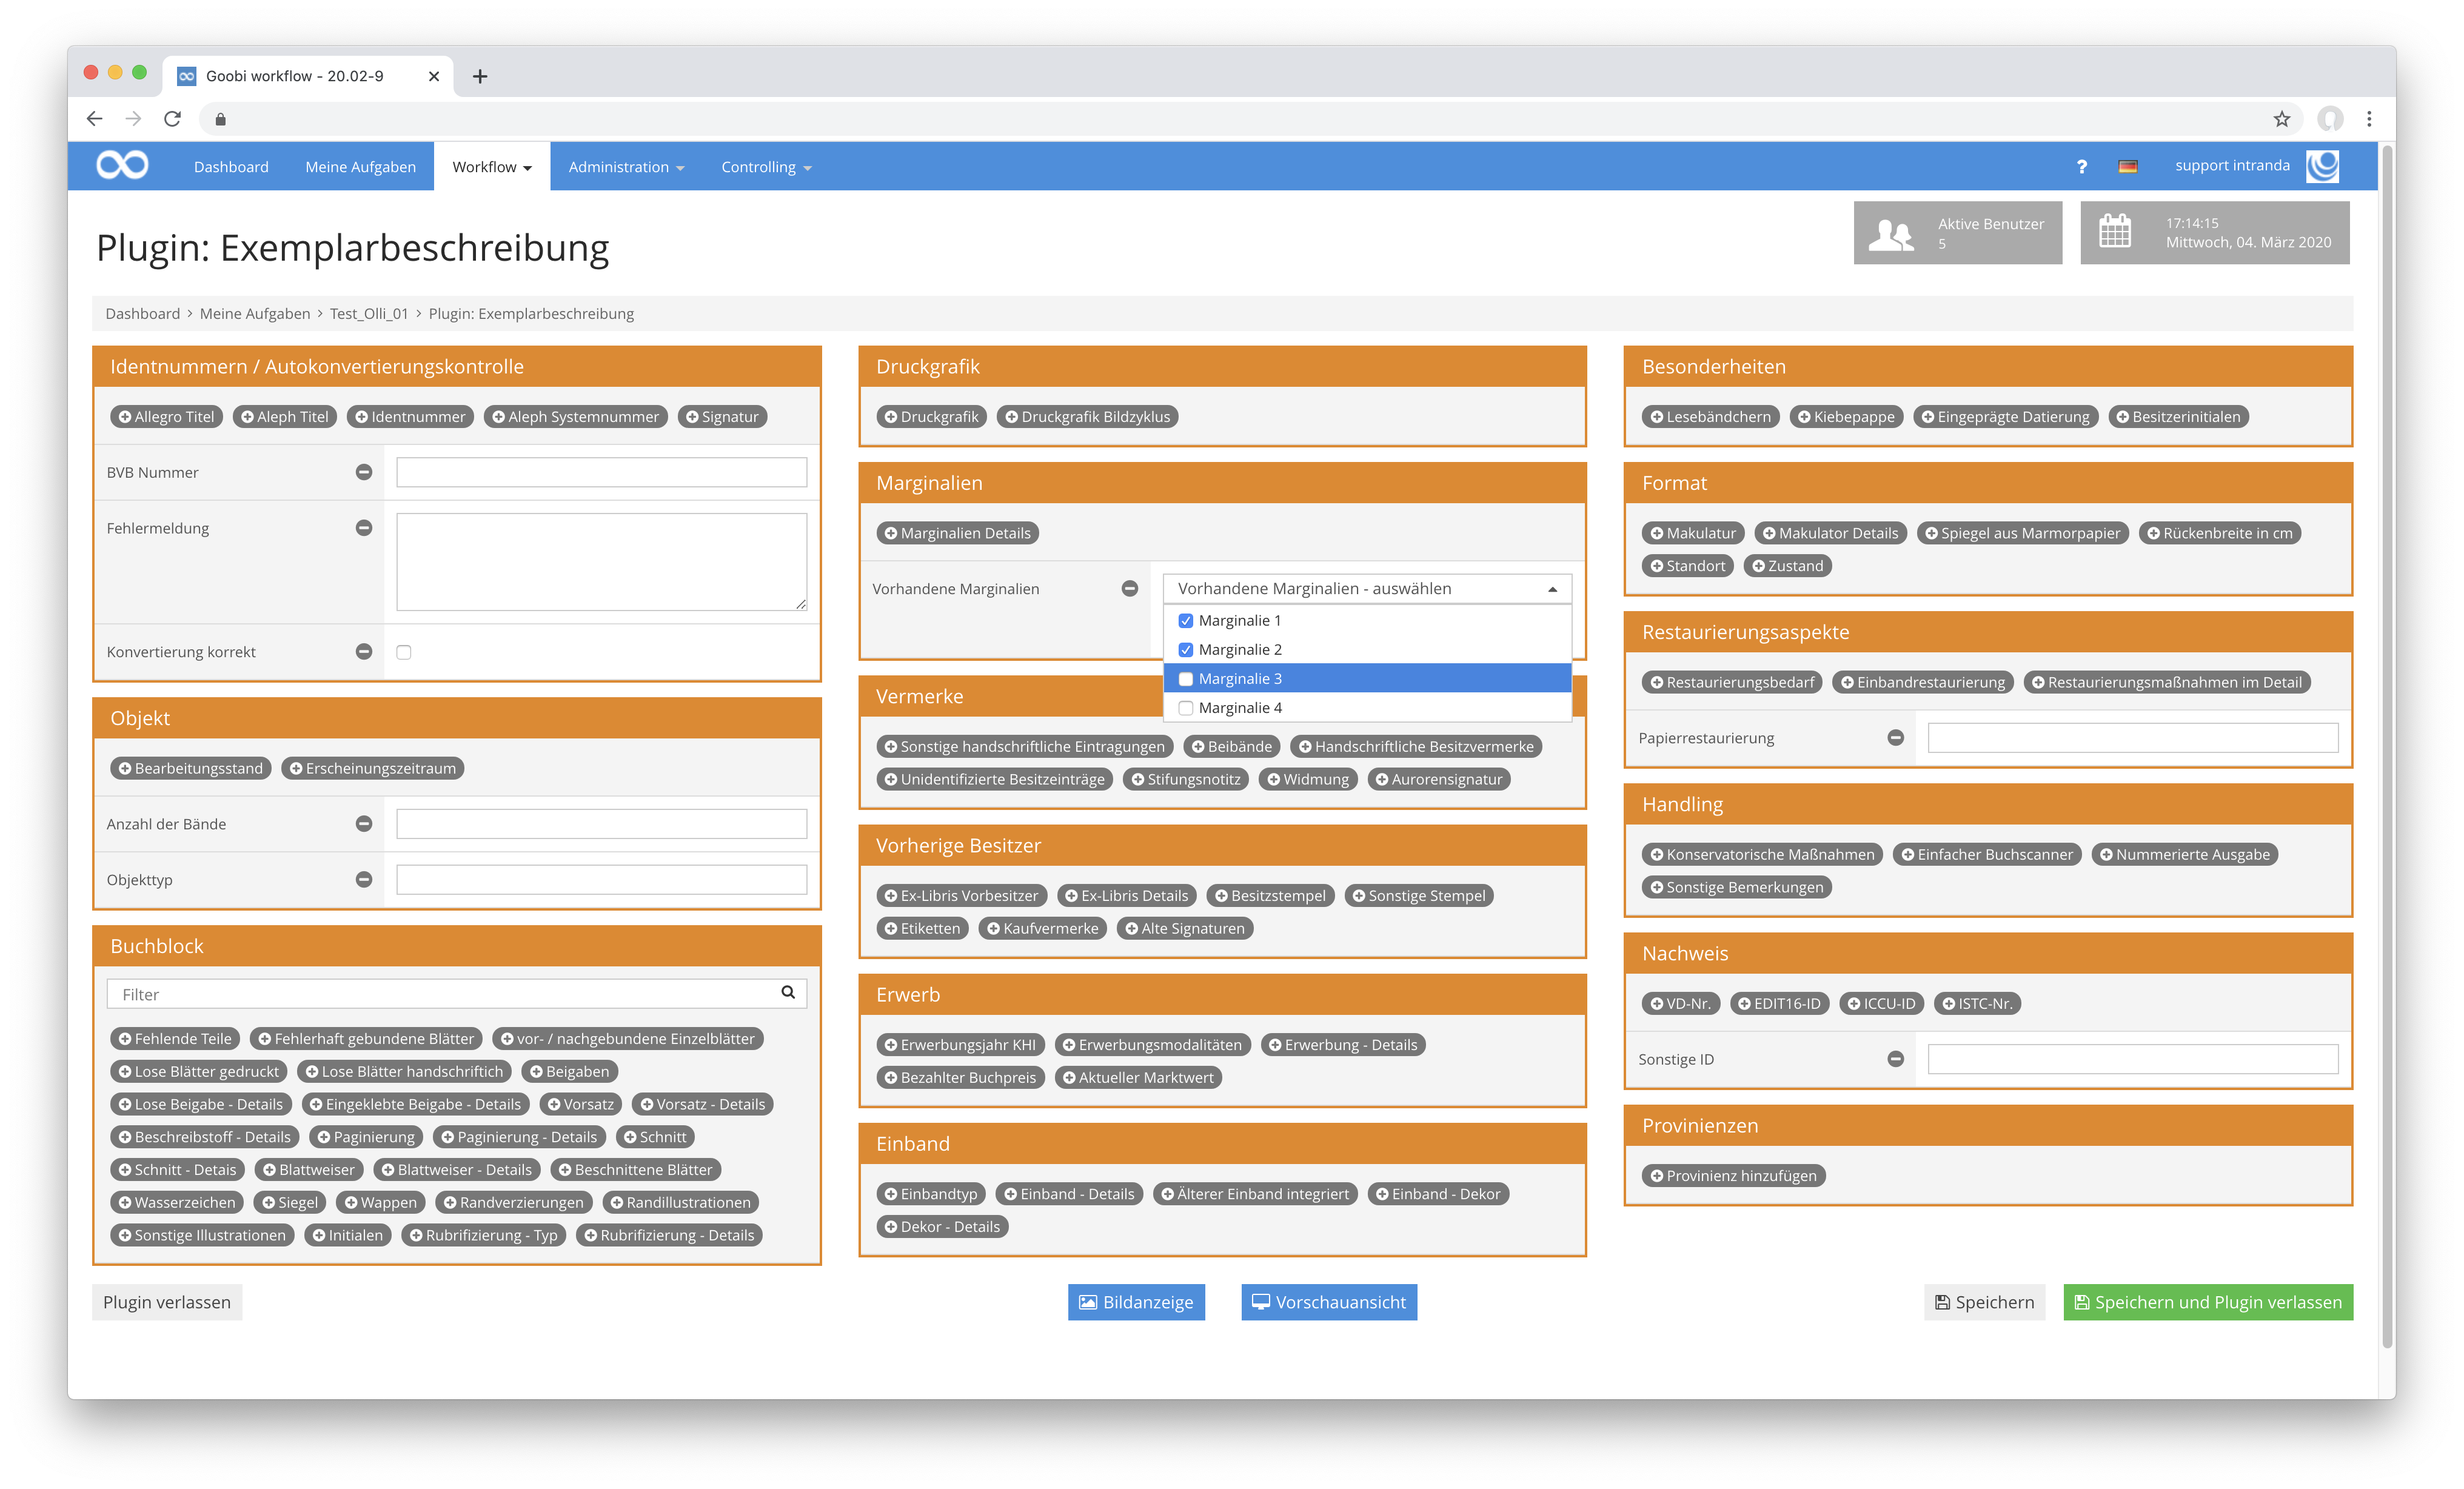 Goobi workflow - 20.02-9
Dashboard Meine Aufgaben Workflow Administration Controlling ? support intranda
Plugin: Exemplarbeschreibung
Aktive Benutzer
5
17:14:15
Mittwoch, 04. März 2020
Dashboard › Meine Aufgaben › Test_Olli_01 › Plugin: Exemplarbeschreibung
Identnummern / Autokonvertierungskontrolle
Allegro Titel Aleph Titel Identnummer Aleph Systemnummer Signatur
BVB Nummer
Fehlermeldung
Konvertierung korrekt
Objekt
Bearbeitungsstand Erscheinungszeitraum
Anzahl der Bände
Objekttyp
Buchblock
Filter
Fehlende Teile Fehlerhaft gebundene Blätter vor- / nachgebundene Einzelblätter
Lose Blätter gedruckt Lose Blätter handschriftich Beigaben
Lose Beigabe - Details Eingeklebte Beigabe - Details Vorsatz Vorsatz - Details
Beschreibstoff - Details Paginierung Paginierung - Details Schnitt
Schnitt - Detais Blattweiser Blattweiser - Details Beschnittene Blätter
Wasserzeichen Siegel Wappen Randverzierungen Randillustrationen
Sonstige Illustrationen Initialen Rubrifizierung - Typ Rubrifizierung - Details
Druckgrafik
Druckgrafik Druckgrafik Bildzyklus
Marginalien
Marginalien Details
Vorhandene Marginalien
Vorhandene Marginalien - auswählen
Marginalie 1
Marginalie 2
Marginalie 3
Marginalie 4
Vermerke
Sonstige handschriftliche Eintragungen Beibände Handschriftliche Besitzvermerke
Unidentifizierte Besitzeinträge Stifungsnotitz Widmung Aurorensignatur
Vorherige Besitzer
Ex-Libris Vorbesitzer Ex-Libris Details Besitzstempel Sonstige Stempel
Etiketten Kaufvermerke Alte Signaturen
Erwerb
Erwerbungsjahr KHI Erwerbungsmodalitäten Erwerbung - Details
Bezahlter Buchpreis Aktueller Marktwert
Einband
Einbandtyp Einband - Details Älterer Einband integriert Einband - Dekor
Dekor - Details
Besonderheiten
Lesebändchern Kiebepappe Eingeprägte Datierung Besitzerinitialen
Format
Makulatur Makulator Details Spiegel aus Marmorpapier Rückenbreite in cm
Standort Zustand
Restaurierungsaspekte
Restaurierungsbedarf Einbandrestaurierung Restaurierungsmaßnahmen im Detail
Papierrestaurierung
Handling
Konservatorische Maßnahmen Einfacher Buchscanner Nummerierte Ausgabe
Sonstige Bemerkungen
Nachweis
VD-Nr. EDIT16-ID ICCU-ID ISTC-Nr.
Sonstige ID
Provinienzen
Provinienz hinzufügen
Plugin verlassen Bildanzeige Vorschauansicht Speichern Speichern und Plugin verlassen